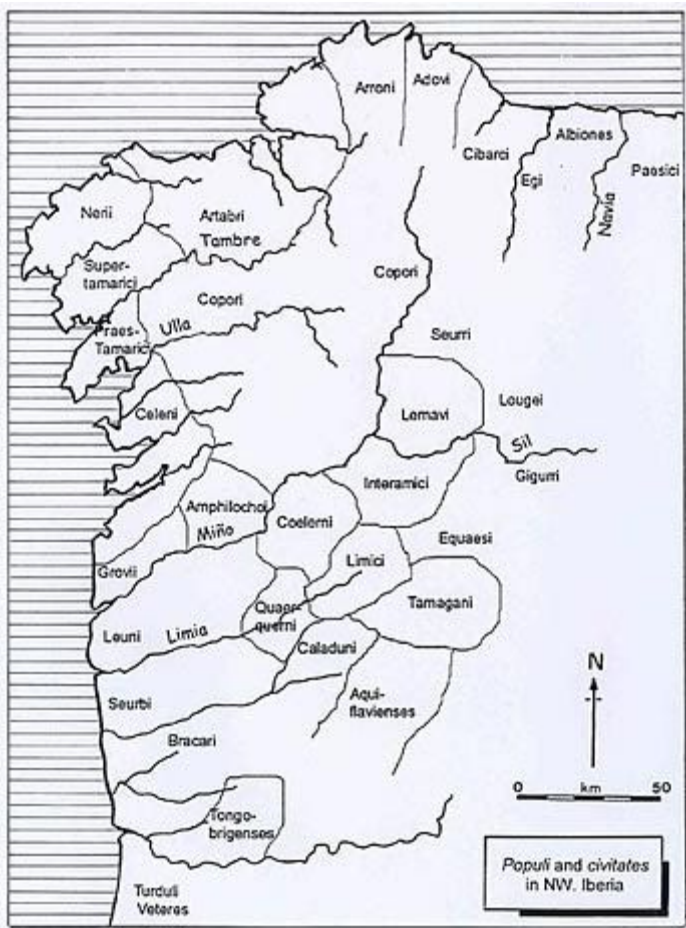 Arroni
Adovi
Albiones
Cibarci
Egi
Navia
Paesici
Nerii
Artabri
Tambre
Super-
tamarici
Copori
Copori
Praes-
Tamarici
Ulla
Seurri
Celeni
Lemavi
Lougei
Sil
Gigurri
Interamici
Amphilochoi
Miño
Coelerni
Equaesi
Grovii
Limici
Quaer-
querni
Tamagani
Leuni
Limia
Caladuni
N
Seurbi
Aqui-
flavienses
Bracari
0 km 50
Tongo-
brigenses
Populi and civitates
in NW. Iberia
Turduli
Veteres